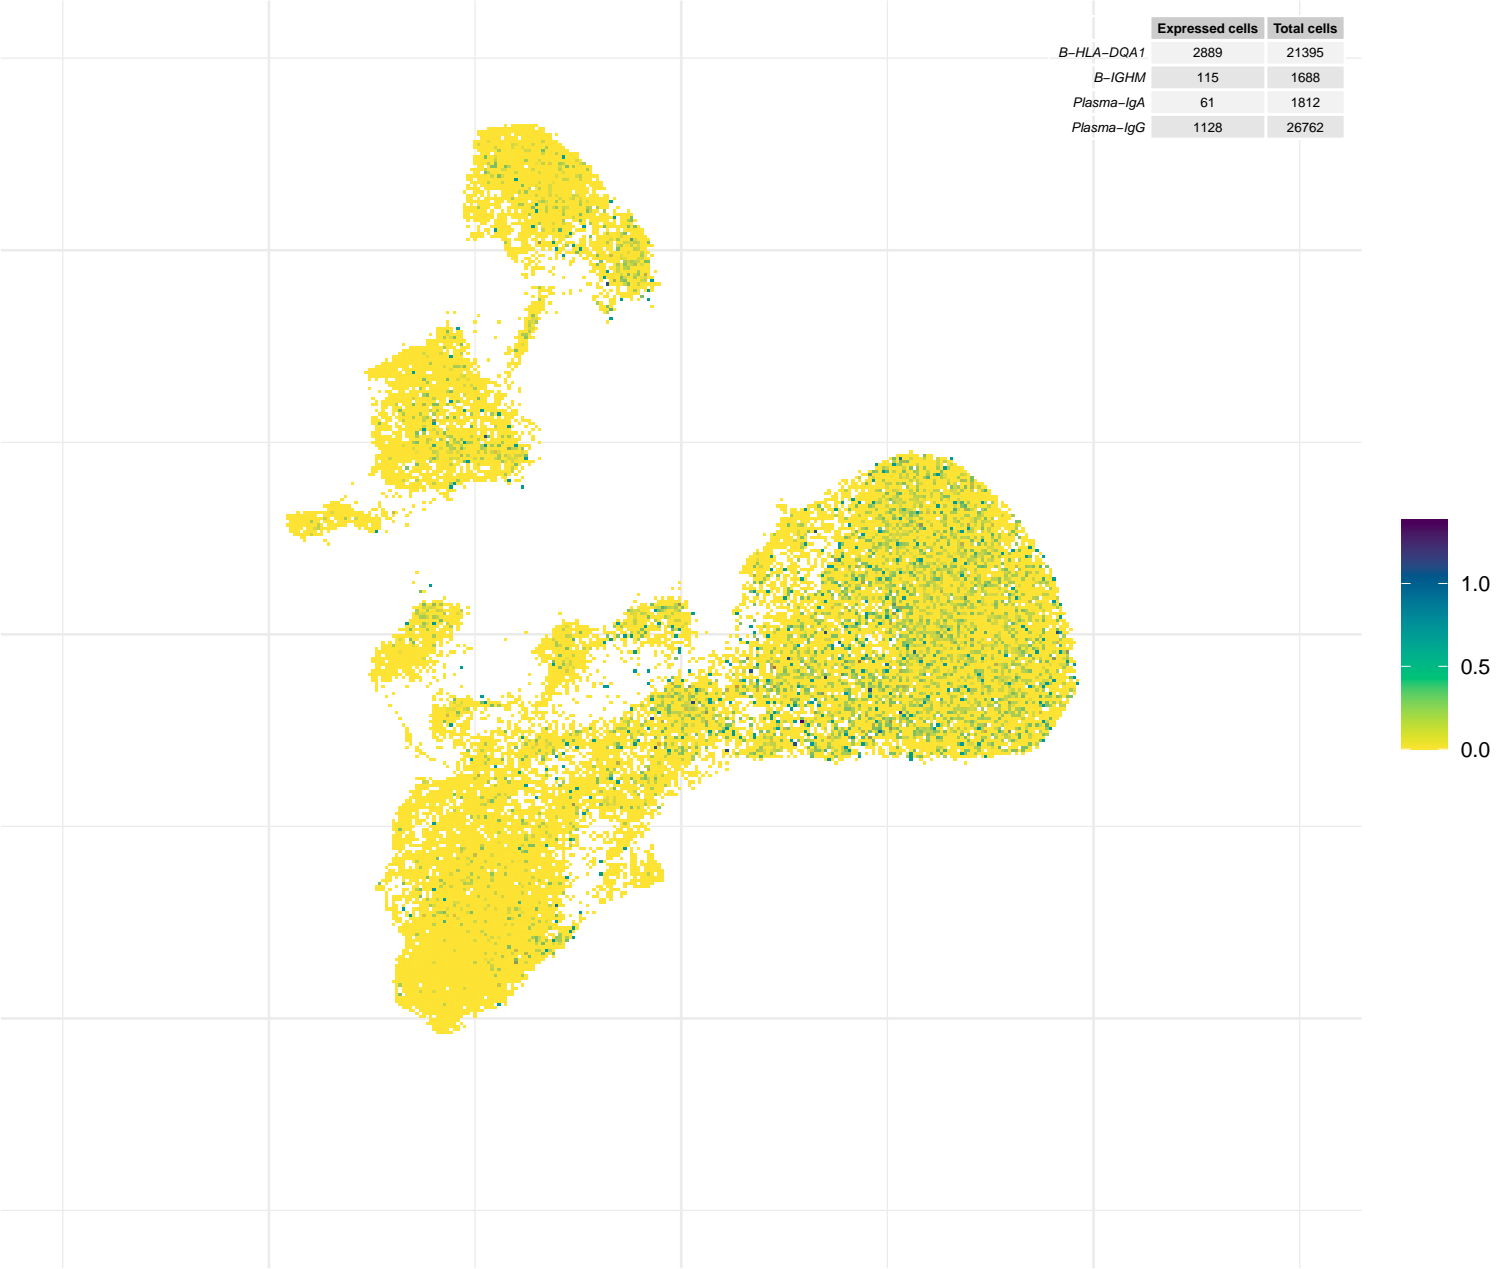 Expressed cells Total cells
B−HLA−DQA1 2889 21395
B−IGHM 115 1688
Plasma−IgA 61 1812
Plasma−IgG 1128 26762
1.0
0.5
0.0